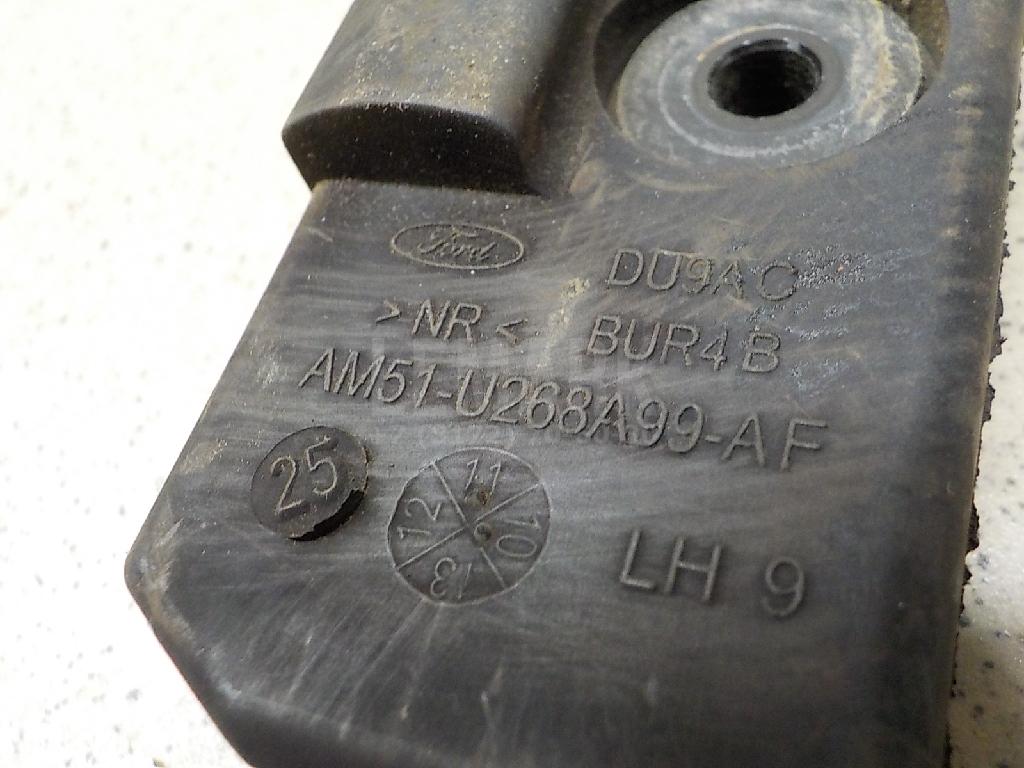 Ford
DU9AC
>NR<
BUR4B
AM51-U268A99-AF
25
11
12
10
13
LH 9